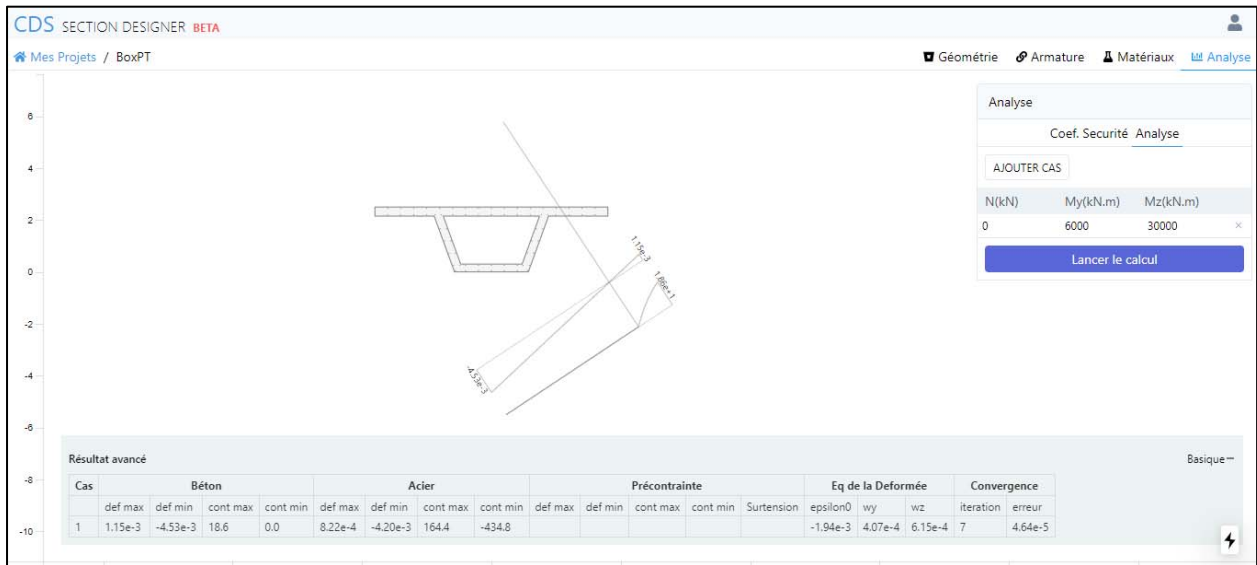 CDS SECTION DESIGNER BETA
Mes Projets / BoxPT
Géométrie Armature Matériaux Analyse
Analyse
Coef. Securité Analyse
AJOUTER CAS
N(kN) My(kN.m) Mz(kN.m)
0 6000 30000 ×
Lancer le calcul
6
4
2
0
-2
-4
-6
-8
-10
1.15e-3
1.86e+1
-4.53e-3
Résultat avancé Basique
Cas Béton Acier Précontrainte Eq de la Deformée Convergence
def max def min cont max cont min def max def min cont max cont min def max def min cont max cont min Surtension epsilon0 wy wz iteration erreur
1 1.15e-3 -4.53e-3 18.6 0.0 8.22e-4 -4.20e-3 164.4 -434.8 -1.94e-3 4.07e-4 6.15e-4 7 4.64e-5